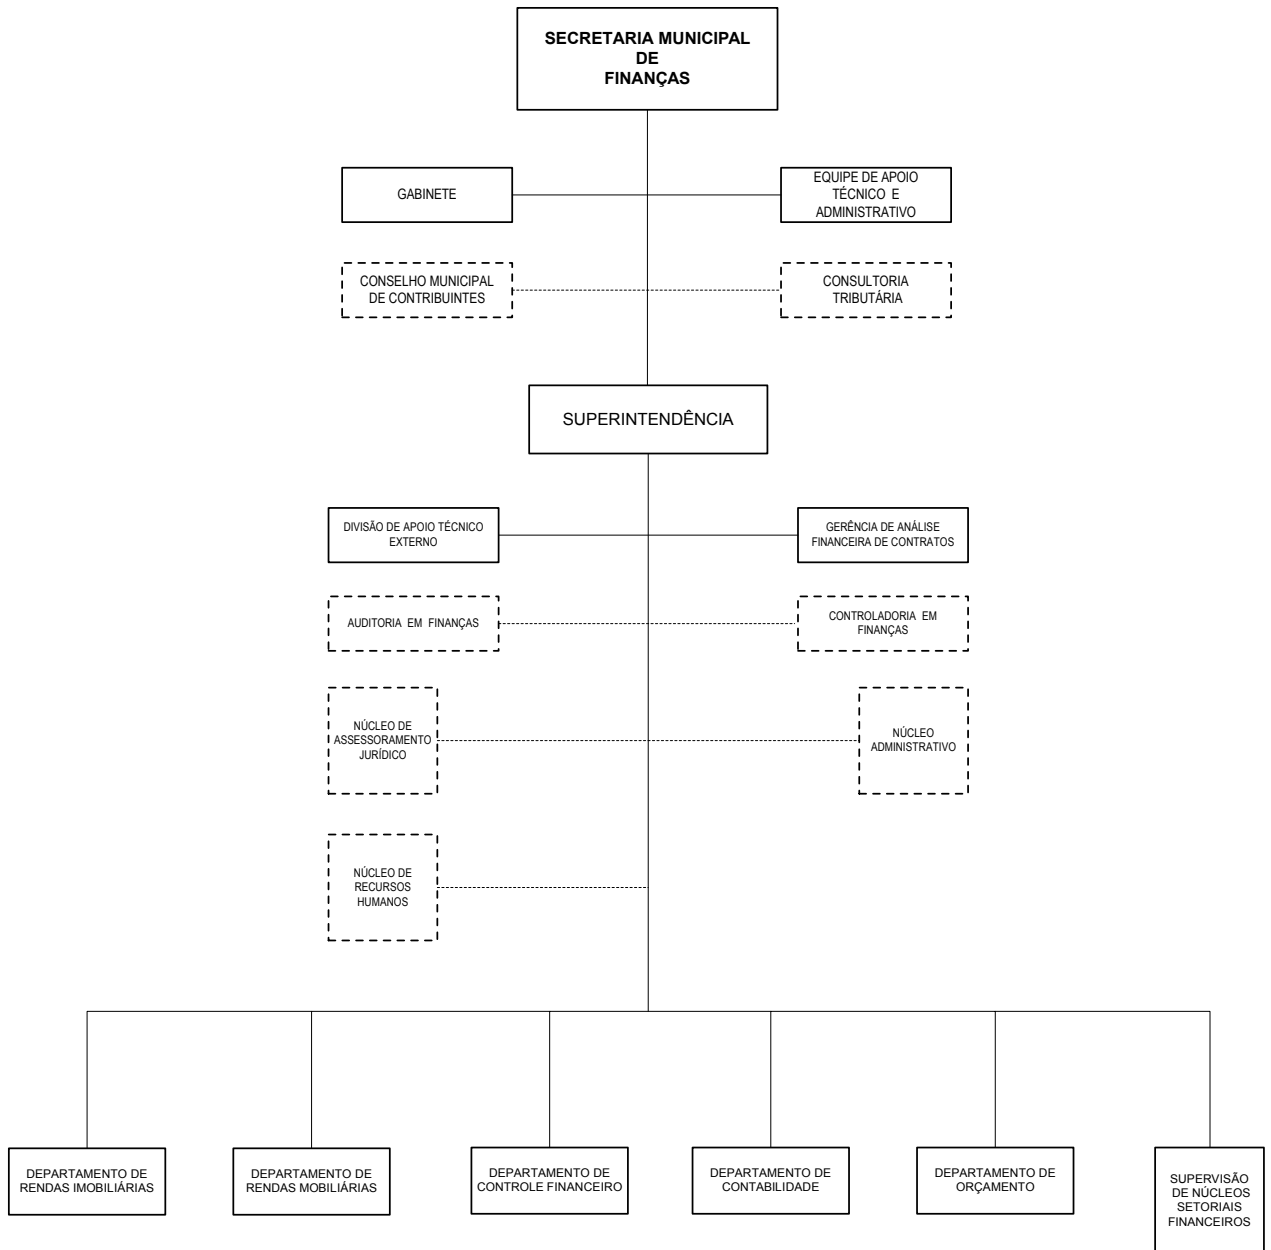 SECRETARIA MUNICIPAL
DE
FINANÇAS
GABINETE
EQUIPE DE APOIO
TÉCNICO E
ADMINISTRATIVO
CONSELHO MUNICIPAL
DE CONTRIBUINTES
CONSULTORIA
TRIBUTÁRIA
SUPERINTENDÊNCIA
DIVISÃO DE APOIO TÉCNICO
EXTERNO
GERÊNCIA DE ANÁLISE
FINANCEIRA DE CONTRATOS
AUDITORIA EM FINANÇAS
CONTROLADORIA EM
FINANÇAS
NÚCLEO DE
ASSESSORAMENTO
JURÍDICO
NÚCLEO
ADMINISTRATIVO
NÚCLEO DE
RECURSOS
HUMANOS
DEPARTAMENTO DE
RENDAS IMOBILIÁRIAS
DEPARTAMENTO DE
RENDAS MOBILIÁRIAS
DEPARTAMENTO DE
CONTROLE FINANCEIRO
DEPARTAMENTO DE
CONTABILIDADE
DEPARTAMENTO DE
ORÇAMENTO
SUPERVISÃO
DE NÚCLEOS
SETORIAIS
FINANCEIROS